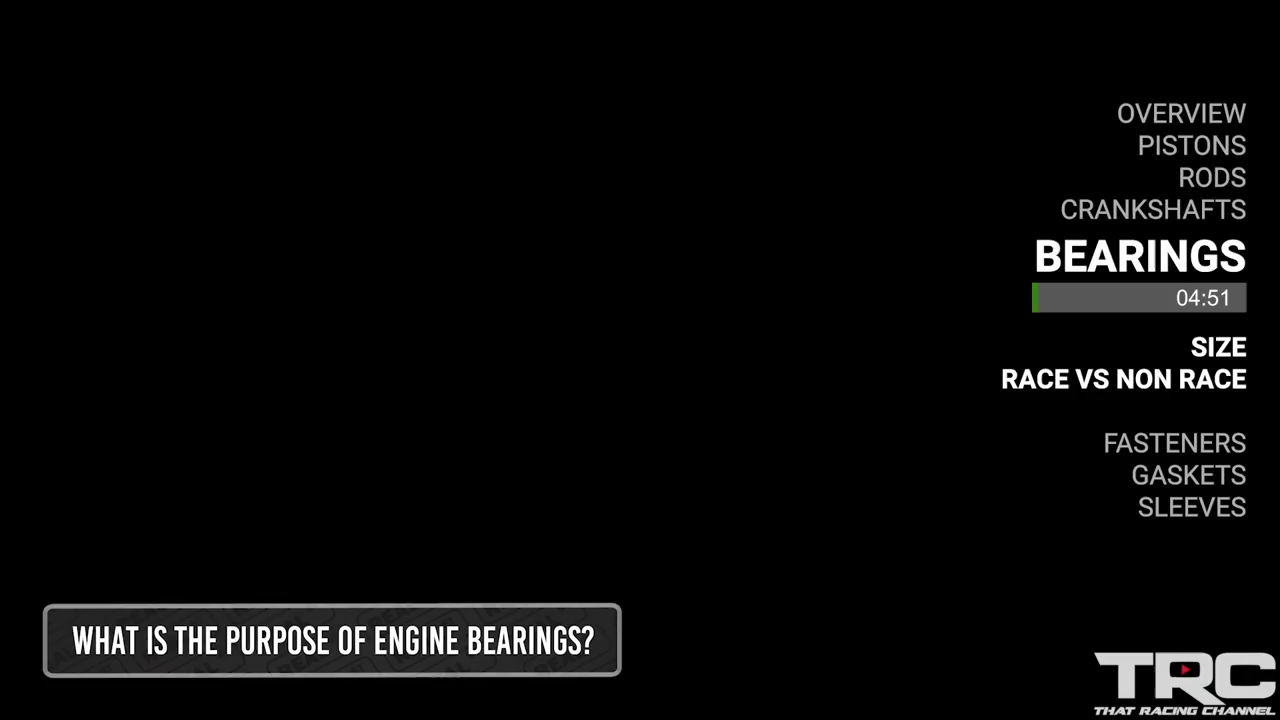 OVERVIEW
PISTONS
RODS
CRANKSHAFTS
BEARINGS
04:51
SIZE
RACE VS NON RACE
FASTENERS
GASKETS
SLEEVES
WHAT IS THE PURPOSE OF ENGINE BEARINGS?
TRC
THAT RACING CHANNEL